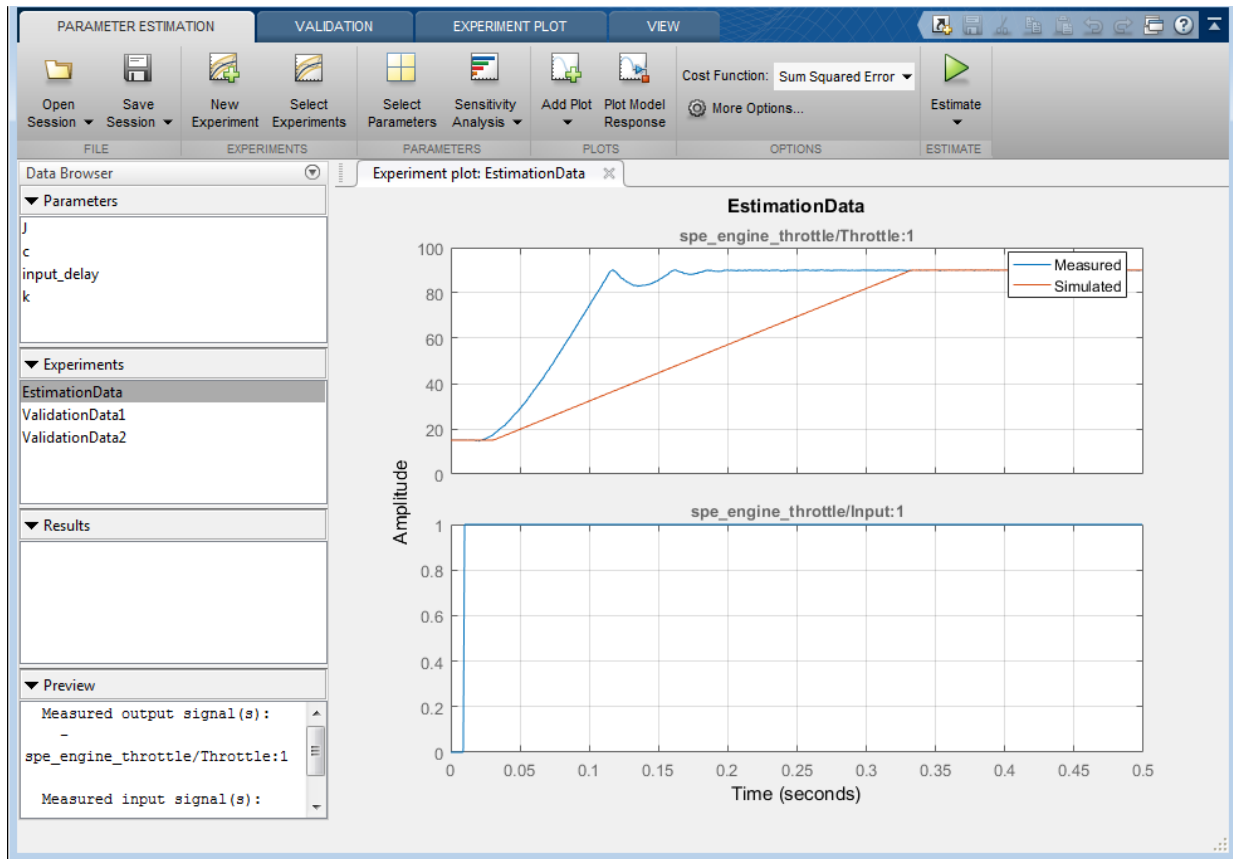 PARAMETER ESTIMATION VALIDATION EXPERIMENT PLOT VIEW
Cost Function: Sum Squared Error
More Options...
Open Session
Save Session
New Experiment
Select Experiments
Select Parameters
Sensitivity Analysis
Add Plot
Plot Model Response
Estimate
FILE EXPERIMENTS PARAMETERS PLOTS OPTIONS ESTIMATE
Data Browser
Parameters
J
c
input_delay
k
Experiments
EstimationData
ValidationData1
ValidationData2
Results
Preview
Measured output signal(s):
-
spe_engine_throttle/Throttle:1
Measured input signal(s):
Experiment plot: EstimationData
EstimationData
spe_engine_throttle/Throttle:1
100
80
60
40
20
0
Measured
Simulated
Amplitude
spe_engine_throttle/Input:1
1
0.8
0.6
0.4
0.2
0
0 0.05 0.1 0.15 0.2 0.25 0.3 0.35 0.4 0.45 0.5
Time (seconds)